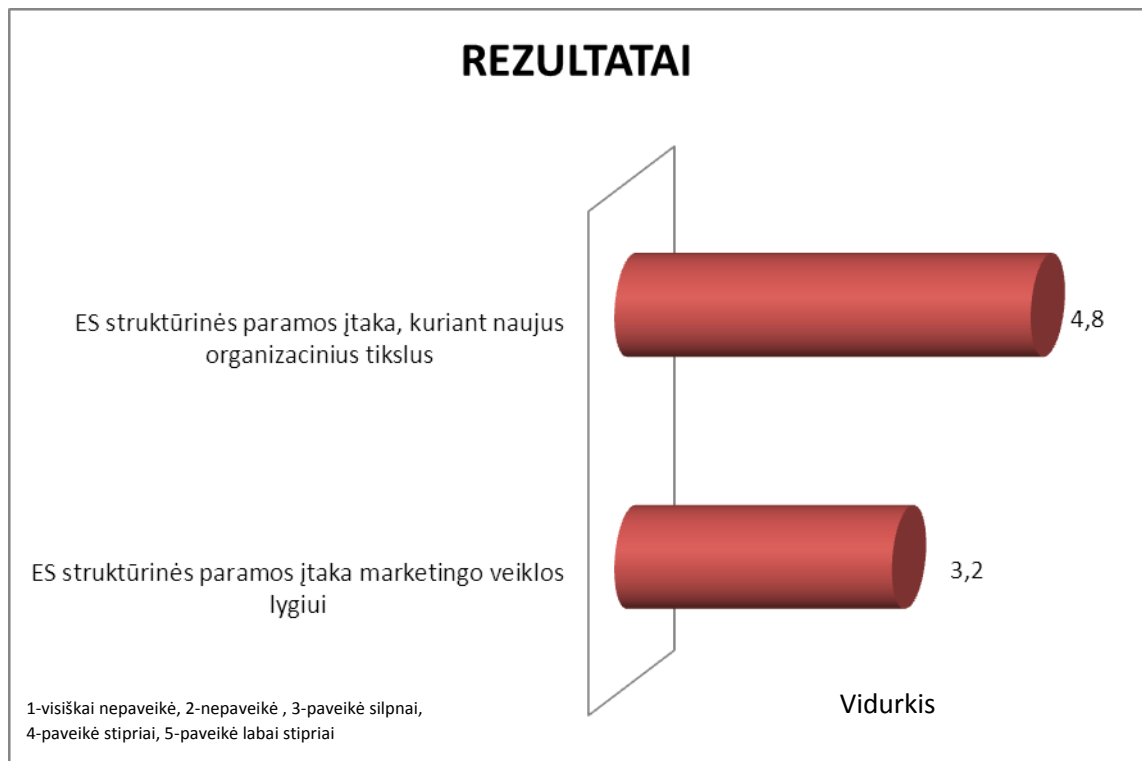 REZULTATAI
ES struktūrinės paramos įtaka, kuriant naujus
organizacinius tikslus
4,8
ES struktūrinės paramos įtaka marketingo veiklos
lygiui
3,2
1-visiškai nepaveikė, 2-nepaveikė , 3-paveikė silpnai,
4-paveikė stipriai, 5-paveikė labai stipriai
Vidurkis